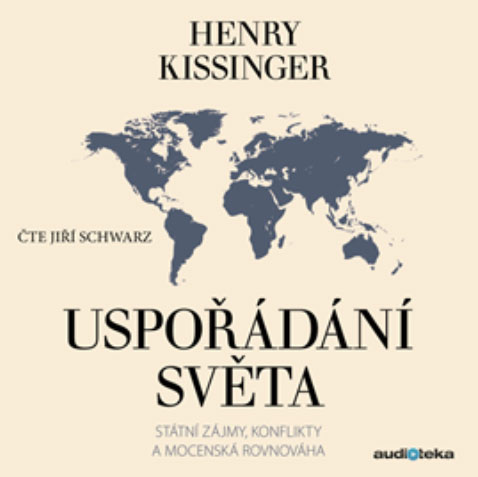 HENRY
KISSINGER
ČTE JIŘÍ SCHWARZ
USPOŘÁDÁNÍ
SVĚTA
STÁTNÍ ZÁJMY, KONFLIKTY
A MOCENSKÁ ROVNOVÁHA
audioteka